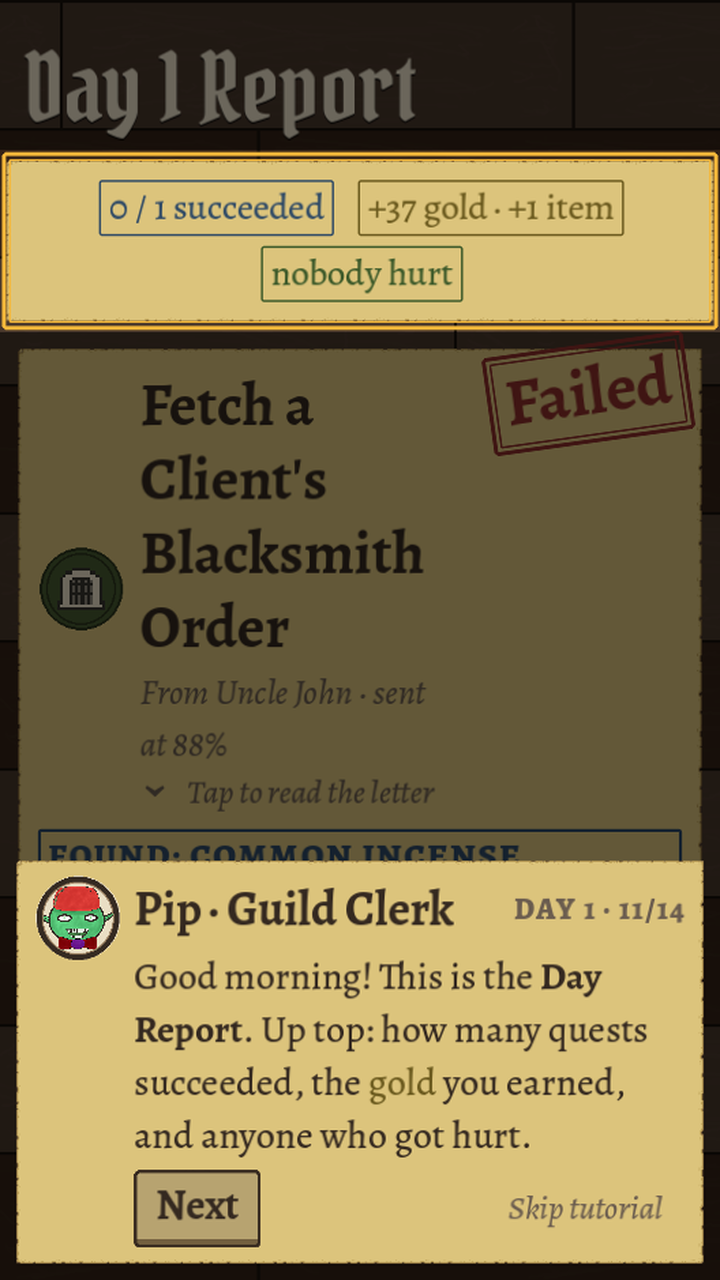 Day 1 Report
0 / 1 succeeded
+37 gold · +1 item
nobody hurt
Failed
Fetch a
Client's
Blacksmith
Order
From Uncle John · sent
at 88%
Tap to read the letter
FOUND: COMMON INCENSE
Pip · Guild Clerk
DAY 1 · 11/14
Good morning! This is the Day
Report. Up top: how many quests
succeeded, the gold you earned,
and anyone who got hurt.
Next
Skip tutorial